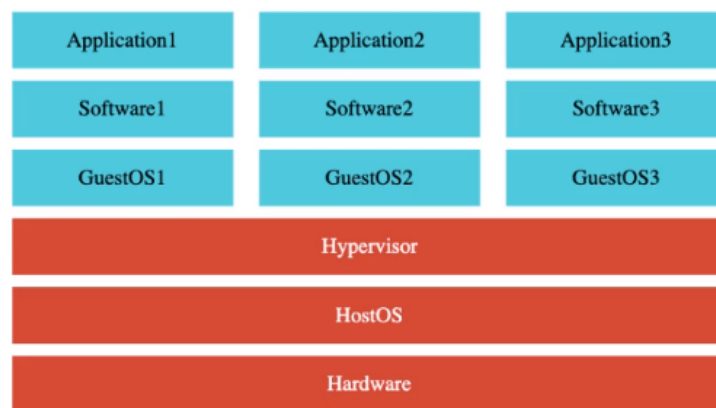 Application1 Application2 Application3
Software1 Software2 Software3
GuestOS1 GuestOS2 GuestOS3
Hypervisor
HostOS
Hardware